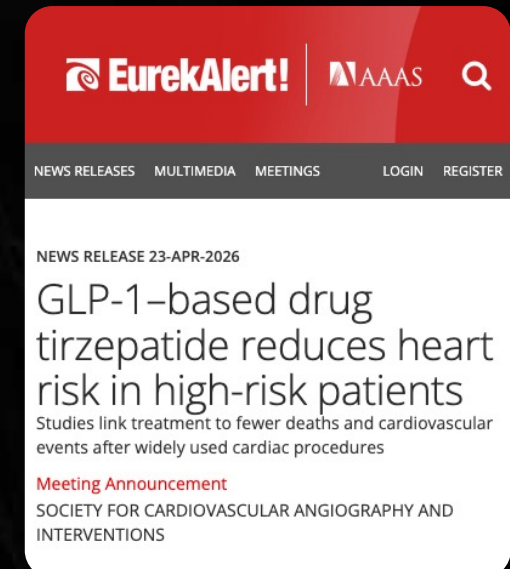 EurekAlert! AAAS
NEWS RELEASES MULTIMEDIA MEETINGS LOGIN REGISTER
NEWS RELEASE 23-APR-2026
GLP-1–based drug
tirzepatide reduces heart
risk in high-risk patients
Studies link treatment to fewer deaths and cardiovascular
events after widely used cardiac procedures
Meeting Announcement
SOCIETY FOR CARDIOVASCULAR ANGIOGRAPHY AND
INTERVENTIONS